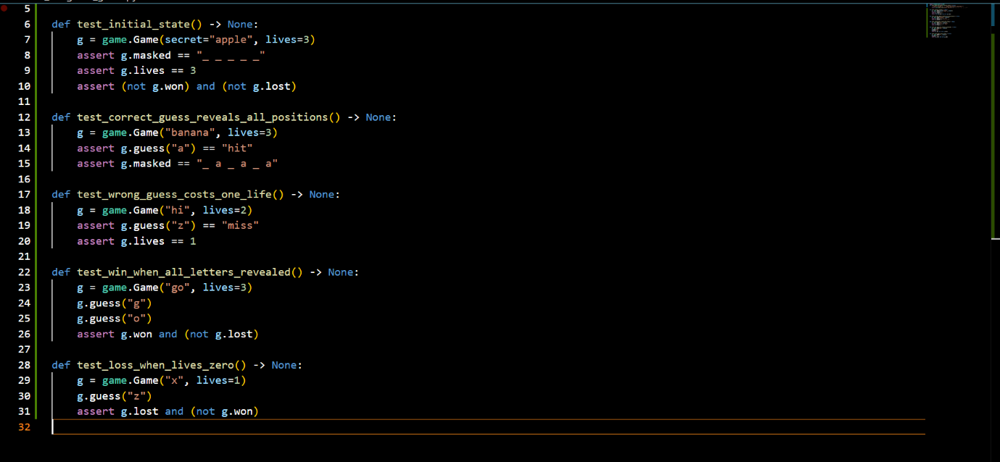 5
6 def test_initial_state() -> None:
7 g = game.Game(secret="apple", lives=3)
8 assert g.masked == "_ _ _ _ _"
9 assert g.lives == 3
10 assert (not g.won) and (not g.lost)
11
12 def test_correct_guess_reveals_all_positions() -> None:
13 g = game.Game("banana", lives=3)
14 assert g.guess("a") == "hit"
15 assert g.masked == "_ a _ a _ a"
16
17 def test_wrong_guess_costs_one_life() -> None:
18 g = game.Game("hi", lives=2)
19 assert g.guess("z") == "miss"
20 assert g.lives == 1
21
22 def test_win_when_all_letters_revealed() -> None:
23 g = game.Game("go", lives=3)
24 g.guess("g")
25 g.guess("o")
26 assert g.won and (not g.lost)
27
28 def test_loss_when_lives_zero() -> None:
29 g = game.Game("x", lives=1)
30 g.guess("z")
31 assert g.lost and (not g.won)
32